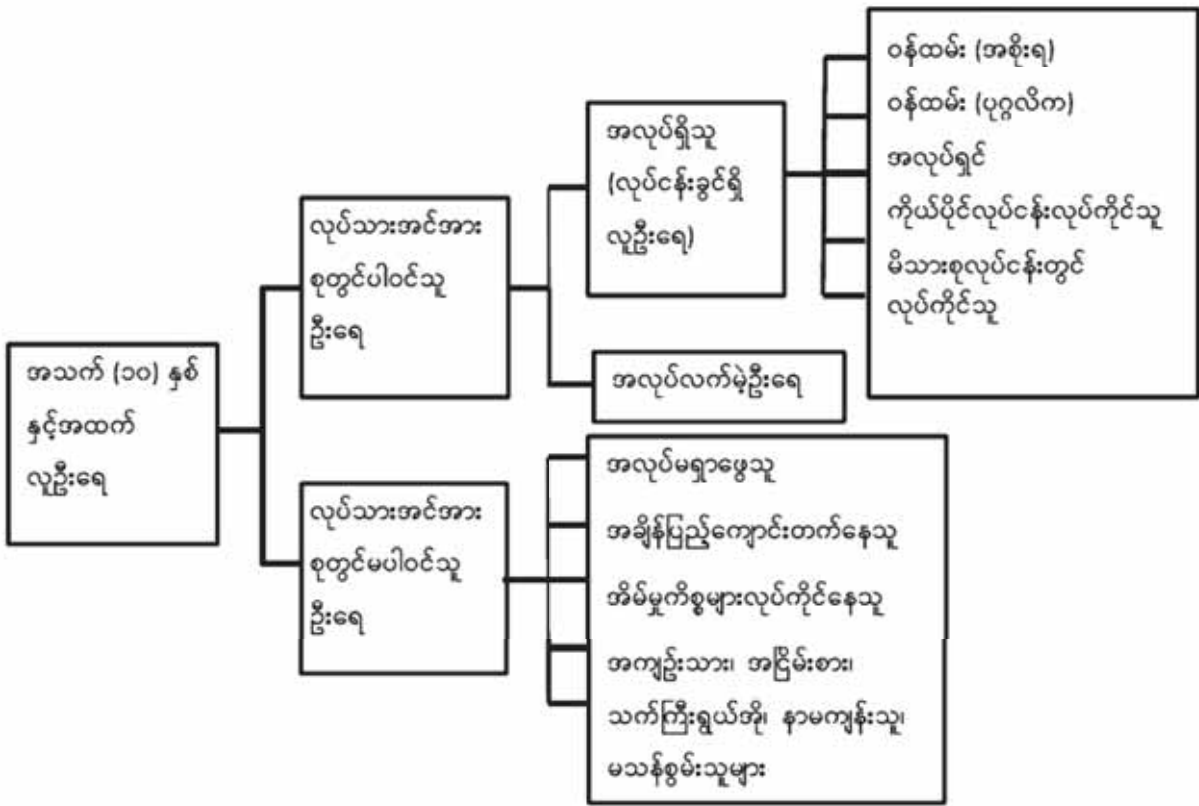 အသက် (၁၀) နှစ်
နှင့်အထက်
လူဦးရေ
လုပ်သားအင်အား
စုတွင်ပါဝင်သူ
ဦးရေ
အလုပ်ရှိသူ
(လုပ်ငန်းခွင်ရှိ
လူဦးရေ)
ဝန်ထမ်း (အစိုးရ)
ဝန်ထမ်း (ပုဂ္ဂလိက)
အလုပ်ရှင်
ကိုယ်ပိုင်လုပ်ငန်းလုပ်ကိုင်သူ
မိသားစုလုပ်ငန်းတွင်
လုပ်ကိုင်သူ
အလုပ်လက်မဲ့ဦးရေ
လုပ်သားအင်အား
စုတွင်မပါဝင်သူ
ဦးရေ
အလုပ်မရှာဖွေသူ
အချိန်ပြည့်ကျောင်းတက်နေသူ
အိမ်မှုကိစ္စများလုပ်ကိုင်နေသူ
အကျဉ်းသား၊ အငြိမ်းစား၊
သက်ကြီးရွယ်အို၊ နာမကျန်းသူ၊
မသန်စွမ်းသူများ